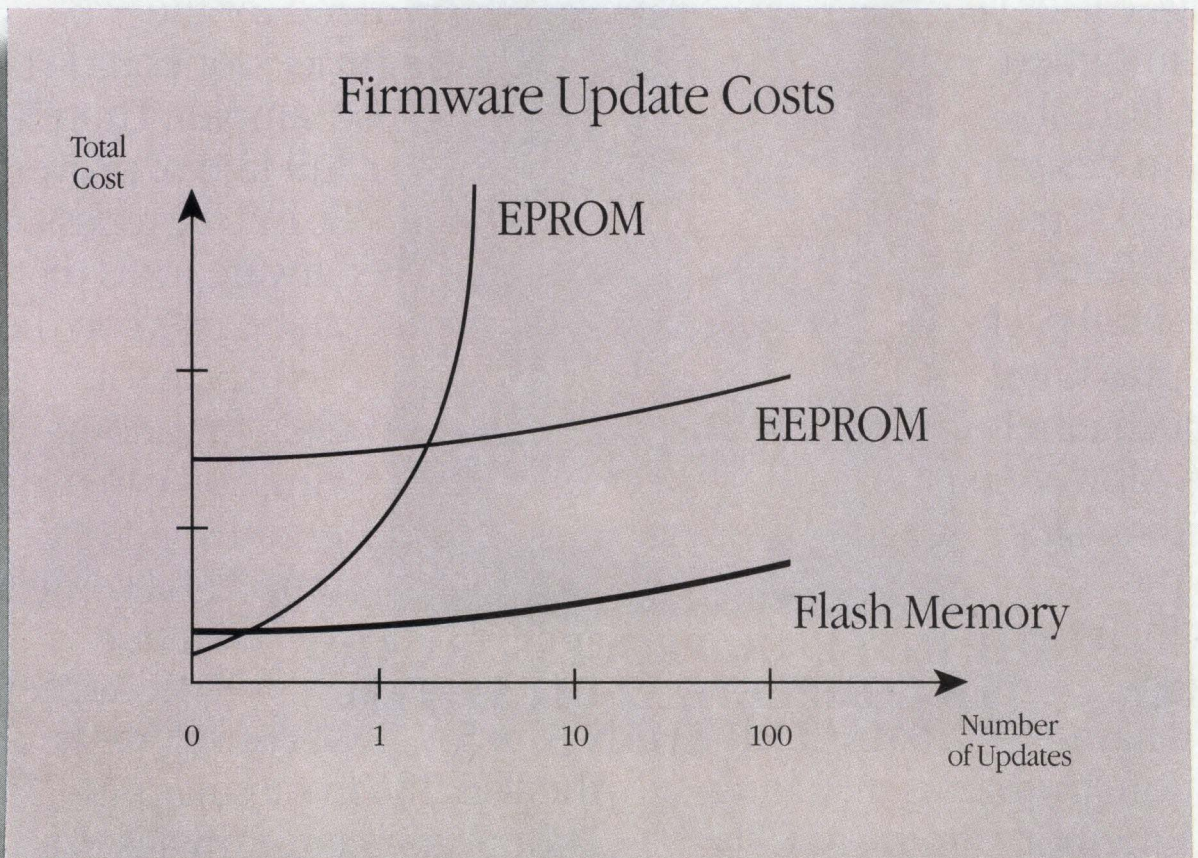 Firmware Update Costs
Total
Cost
EPROM
EEPROM
Flash Memory
0 1 10 100
Number
of Updates